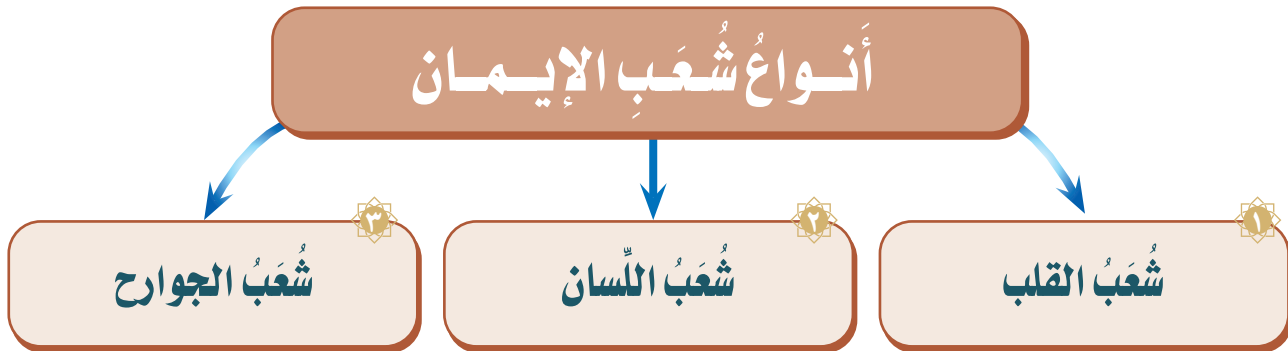 أَنـواعُ شُعَبِ الإيـمـان
١
شُعَبُ القلب
٢
شُعَبُ اللِّسان
٣
شُعَبُ الجوارح